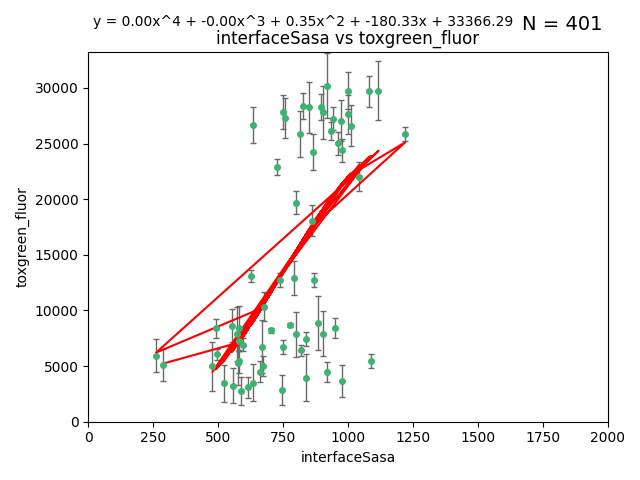 y = 0.00x^4 + -0.00x^3 + 0.35x^2 + -180.33x + 33366.29 N = 401
interfaceSasa vs toxgreen_fluor
30000
25000
20000
15000
10000
5000
0
toxgreen_fluor
0 250 500 750 1000 1250 1500 1750 2000
interfaceSasa